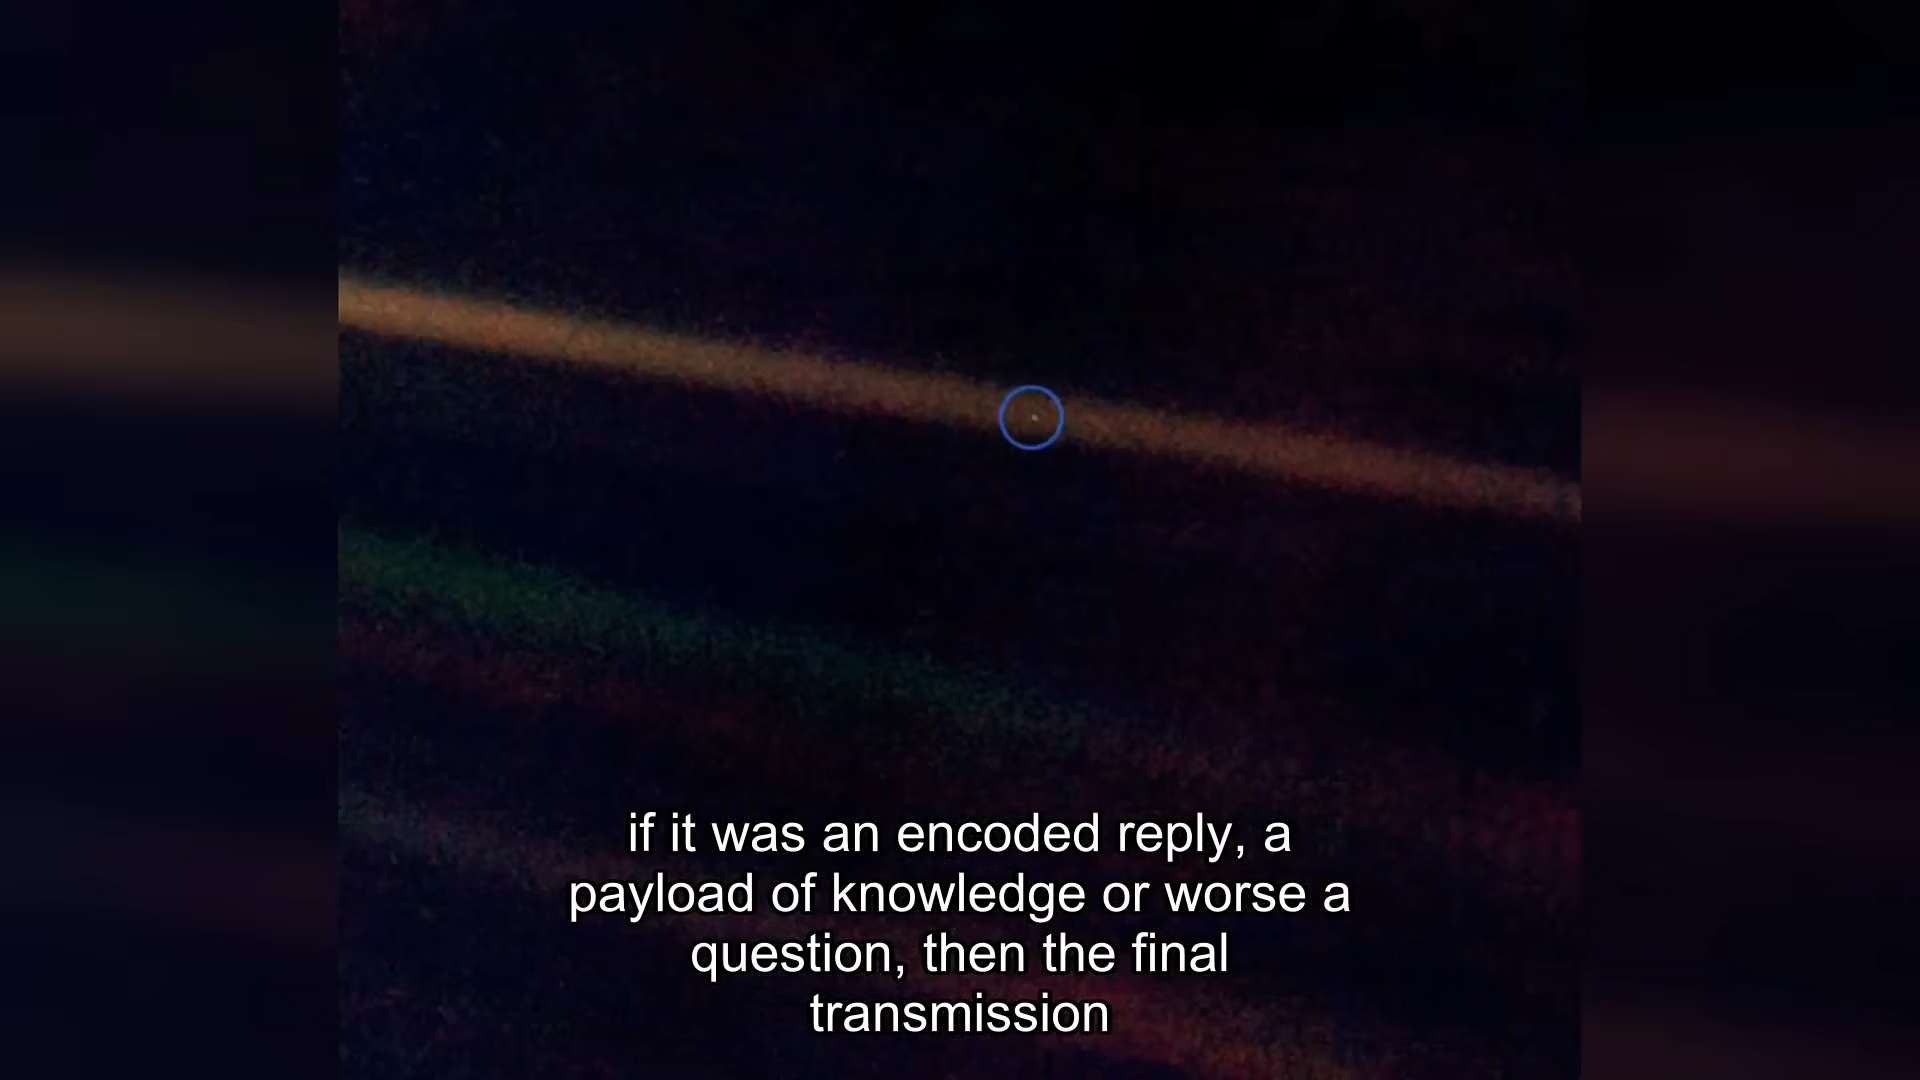 if it was an encoded reply, a
payload of knowledge or worse a
question, then the final
transmission